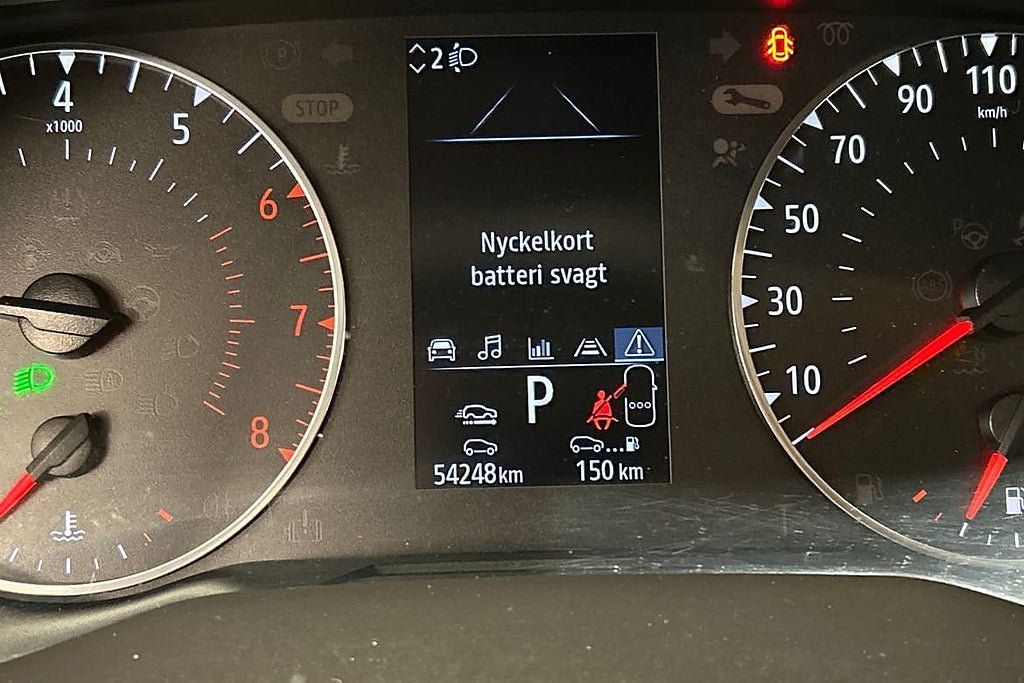 2
4
x1000
5
6
7
8
STOP
Nyckelkort
batteri svagt
P
54248km
150 km
10
30
50
70
90
110
km/h
P
ABS